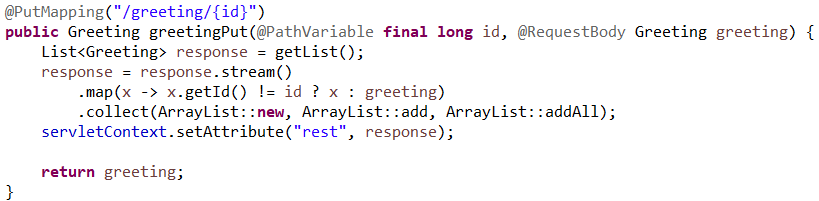 @PutMapping("/greeting/{id}")
public Greeting greetingPut(@PathVariable final long id, @RequestBody Greeting greeting) {
    List<Greeting> response = getList();
    response = response.stream()
        .map(x -> x.getId() != id ? x : greeting)
        .collect(ArrayList::new, ArrayList::add, ArrayList::addAll);
    servletContext.setAttribute("rest", response);

    return greeting;
}